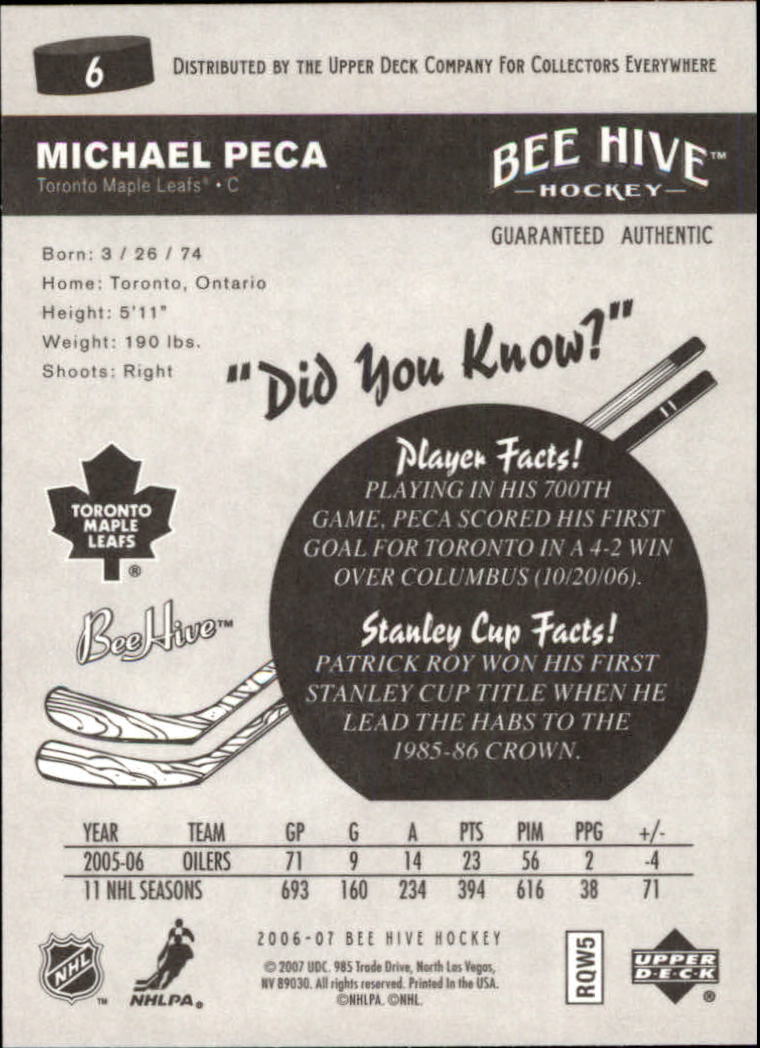 6
DISTRIBUTED BY THE UPPER DECK COMPANY FOR COLLECTORS EVERYWHERE
MICHAEL PECA
Toronto Maple Leafs® • C
BEE HIVE™
—HOCKEY—
GUARANTEED AUTHENTIC
Born: 3 / 26 / 74
Home: Toronto, Ontario
Height: 5'11"
Weight: 190 lbs.
Shoots: Right
"Did You Know?"
Player Facts!
PLAYING IN HIS 700TH
GAME, PECA SCORED HIS FIRST
GOAL FOR TORONTO IN A 4-2 WIN
OVER COLUMBUS (10/20/06).
TORONTO
MAPLE
LEAFS
®
BeeHive™
Stanley Cup Facts!
PATRICK ROY WON HIS FIRST
STANLEY CUP TITLE WHEN HE
LEAD THE HABS TO THE
1985-86 CROWN.
YEAR TEAM GP G A PTS PIM PPG +/-
2005-06 OILERS 71 9 14 23 56 2 -4
11 NHL SEASONS 693 160 234 394 616 38 71
NHL™
NHLPA®
2006-07 BEE HIVE HOCKEY
© 2007 UDC. 985 Trade Drive, North Las Vegas,
NV 89030. All rights reserved. Printed In the USA.
©NHLPA. ©NHL.
RQW5
UPPER
D·E·C·K
®